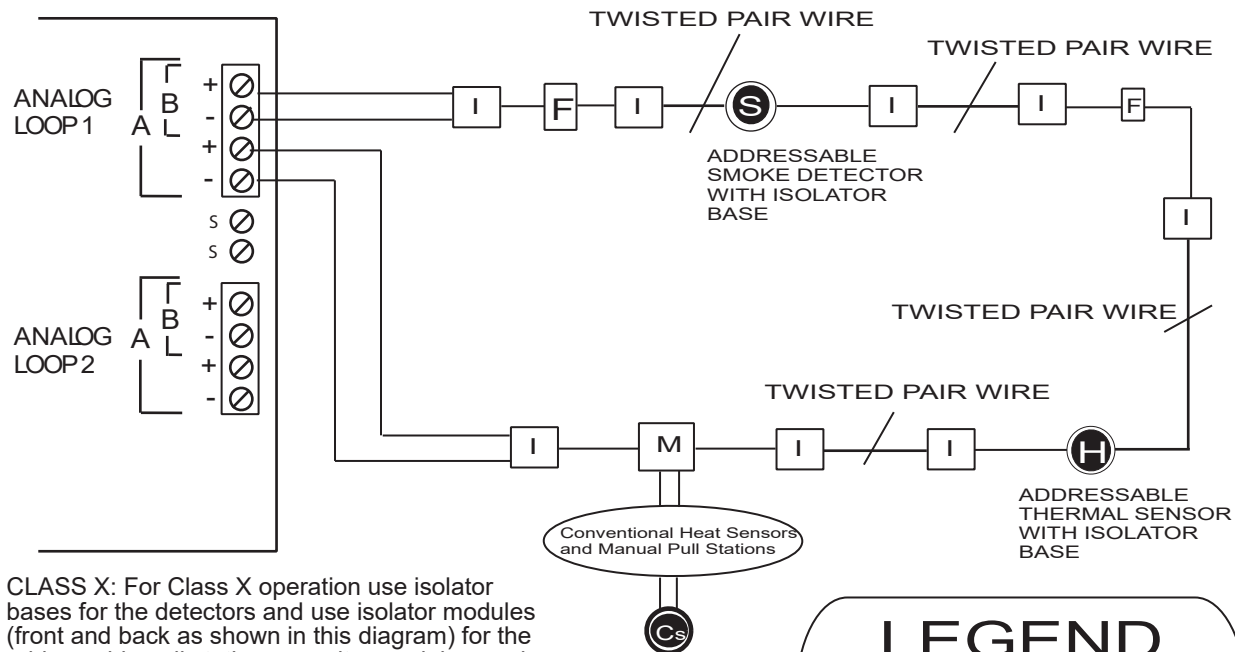 TWISTED PAIR WIRE
TWISTED PAIR WIRE
ANALOG
LOOP 1
A
B
+
-
+
-
I
F
I
S
I
I
F
ADDRESSABLE
SMOKE DETECTOR
WITH ISOLATOR
BASE
S
S
I
ANALOG
LOOP 2
A
B
+
-
+
-
TWISTED PAIR WIRE
TWISTED PAIR WIRE
I
M
I
I
H
ADDRESSABLE
THERMAL SENSOR
WITH ISOLATOR
BASE
Conventional Heat Sensors
and Manual Pull Stations
Cs
CLASS X: For Class X operation use isolator
bases for the detectors and use isolator modules
(front and back as shown in this diagram) for the
LEGEND